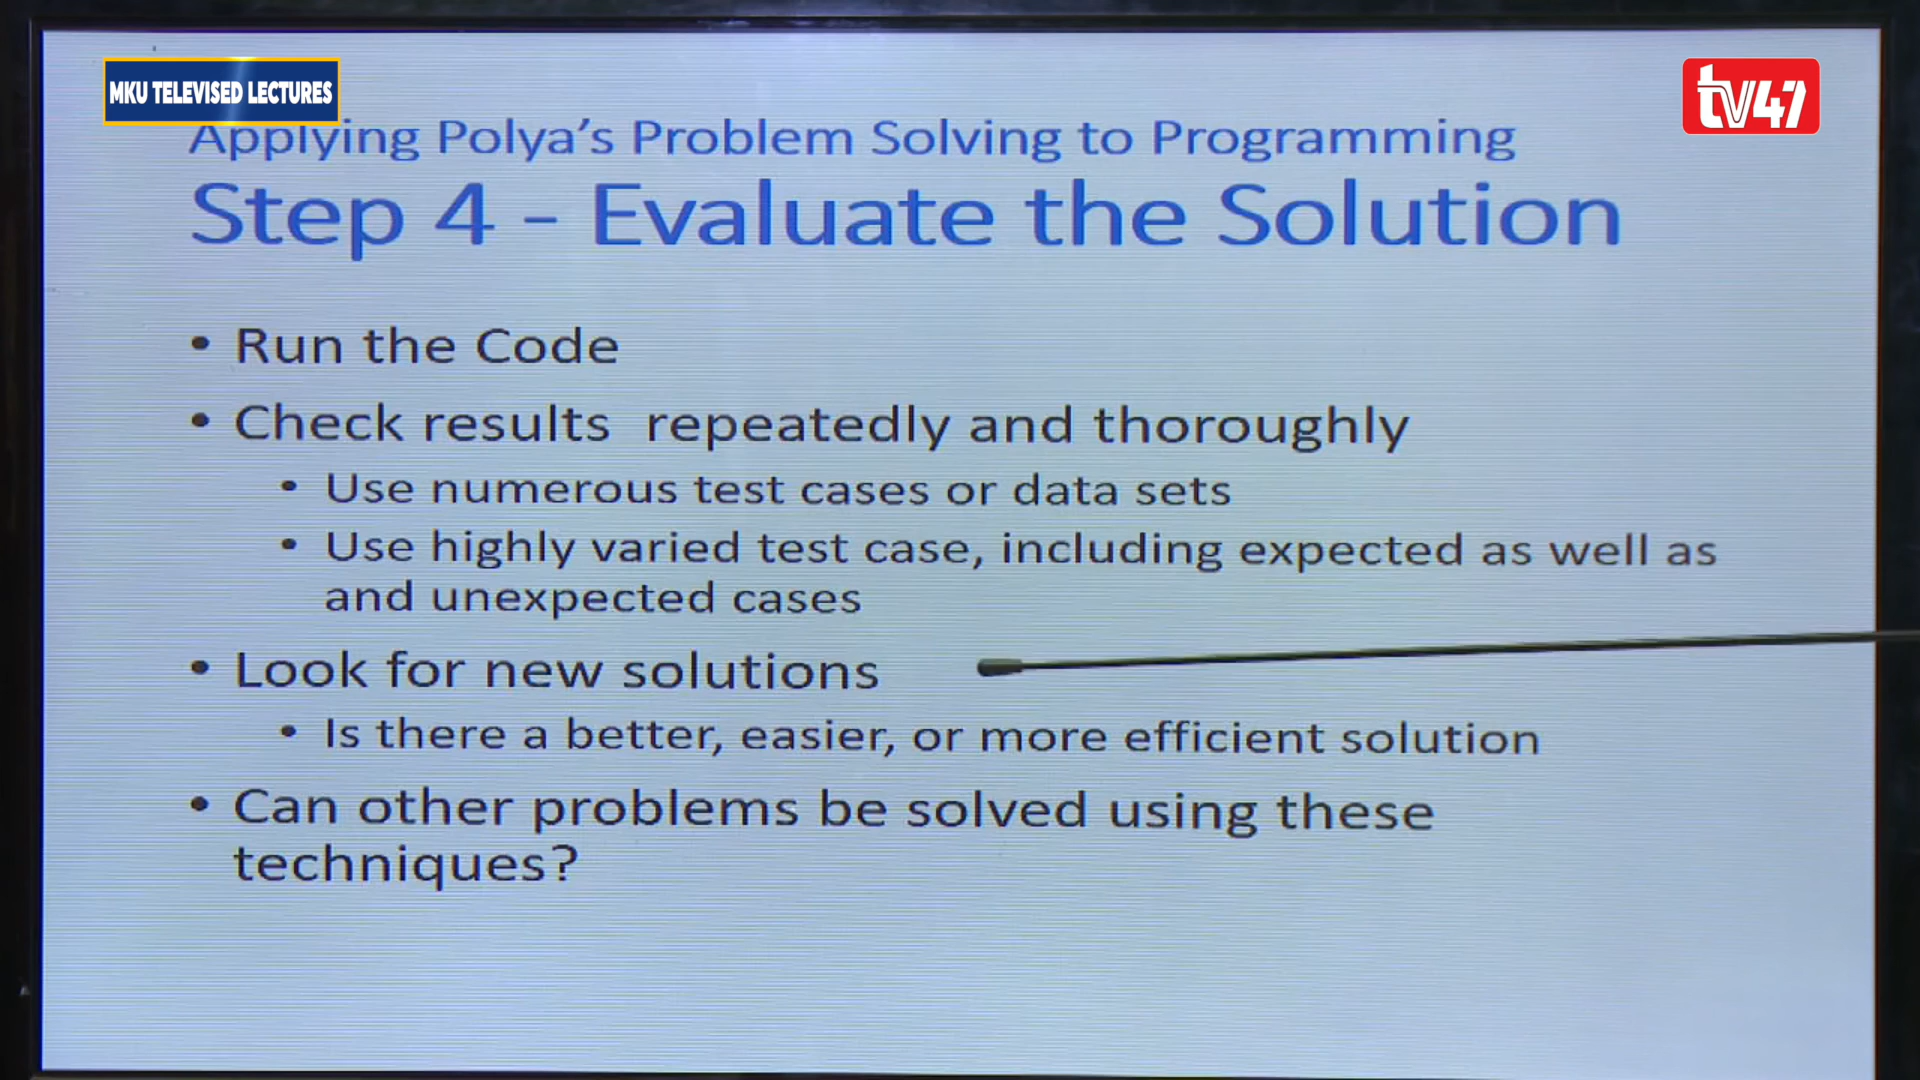 MKU TELEVISED LECTURES
tv47
Applying Polya's Problem Solving to Programming
Step 4 - Evaluate the Solution
• Run the Code
• Check results repeatedly and thoroughly
• Use numerous test cases or data sets
• Use highly varied test case, including expected as well as
and unexpected cases
• Look for new solutions
• Is there a better, easier, or more efficient solution
• Can other problems be solved using these
techniques?